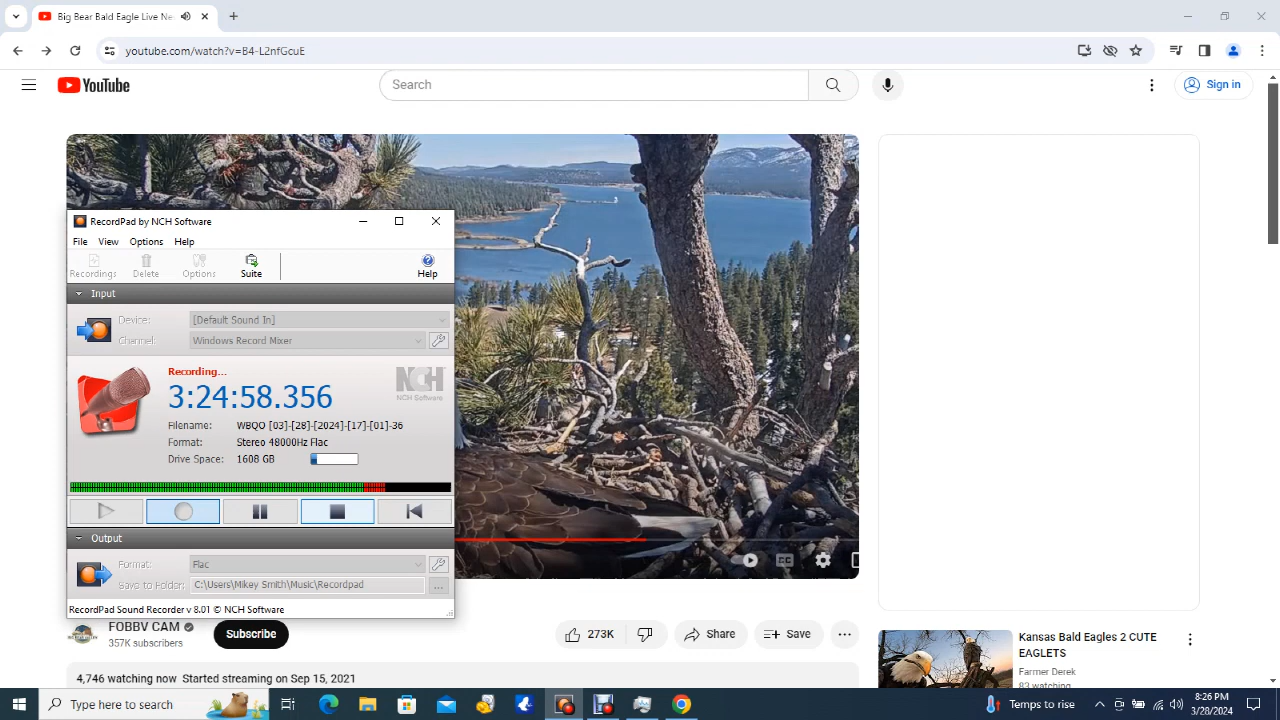 Big Bear Bald Eagle Live Ne
youtube.com/watch?v=B4-L2nfGcuE
YouTube
Search
Sign in
RecordPad by NCH Software
File View Options Help
Recordings Delete Options Suite Help
Input
Device: [Default Sound In]
Channel: Windows Record Mixer
Recording...
3:24:58.356
NCH
NCH Software
Filename: WBQO [03]-[28]-[2024]-[17]-[01]-36
Format: Stereo 48000Hz Flac
Drive Space: 1608 GB
Output
Format: Flac
Save to Folder: C:\Users\Mikey Smith\Music\Recordpad
...
RecordPad Sound Recorder v 8.01 © NCH Software
CC
FOBBV CAM
357K subscribers
Subscribe
273K
Share
Save
4,746 watching now Started streaming on Sep 15, 2021
Kansas Bald Eagles 2 CUTE
EAGLETS
Farmer Derek
83 watching
Type here to search
Temps to rise
8:26 PM
3/28/2024